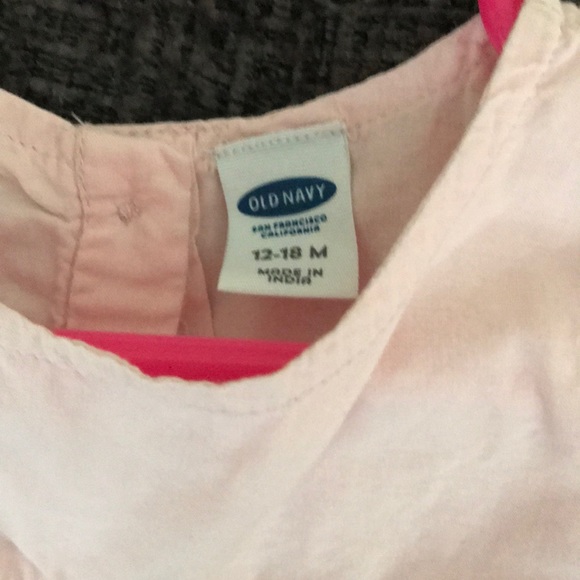 OLD NAVY
SAN FRANCISCO
CALIFORNIA
12-18 M
MADE IN
INDIA